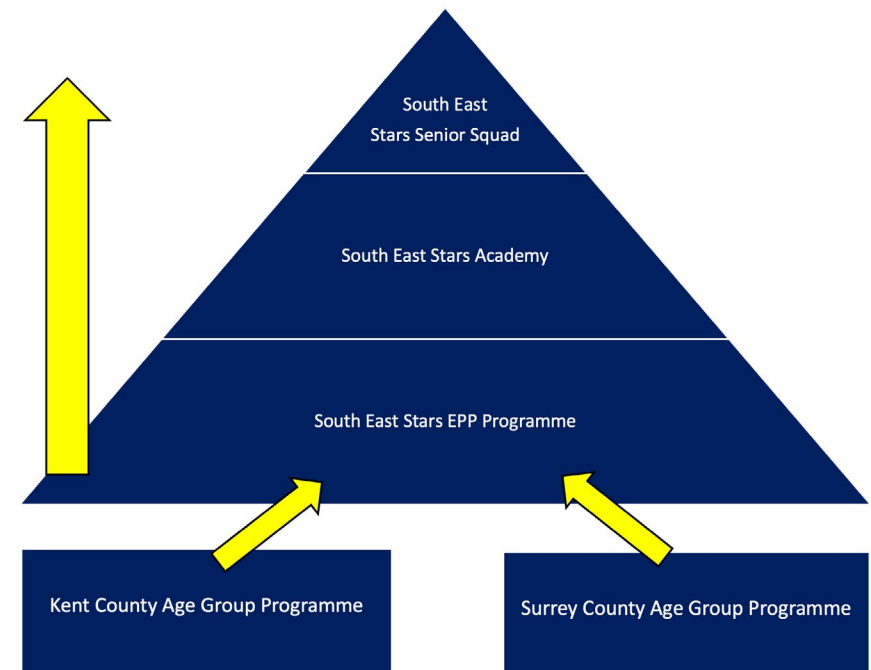 South East
Stars Senior Squad
South East Stars Academy
South East Stars EPP Programme
Kent County Age Group Programme
Surrey County Age Group Programme